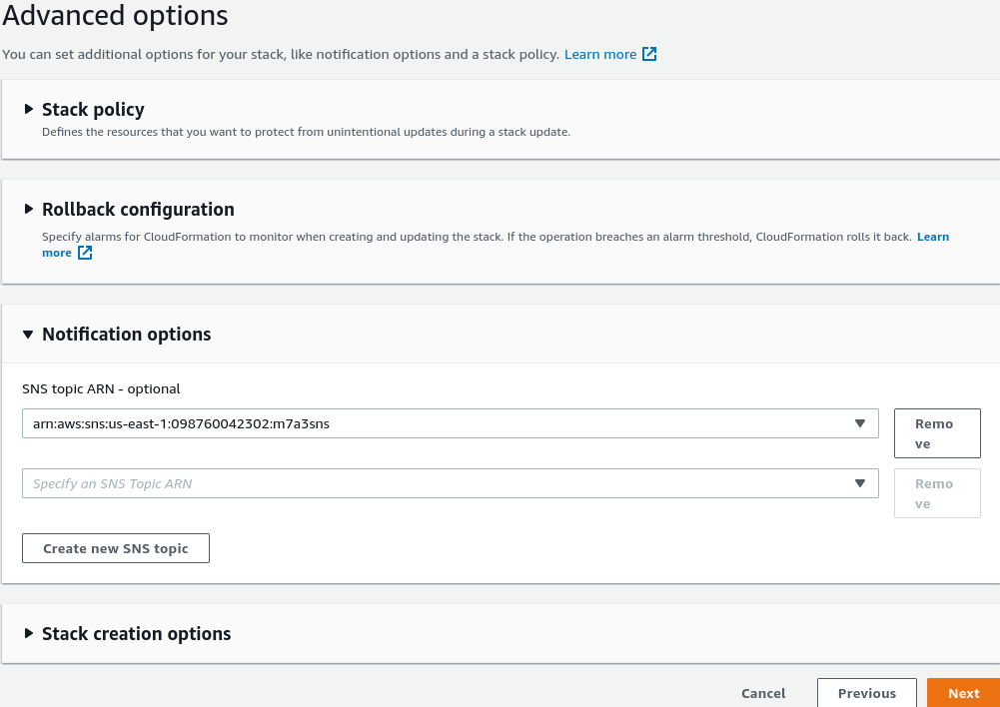 Advanced options
You can set additional options for your stack, like notification options and a stack policy. Learn more
Stack policy
Defines the resources that you want to protect from unintentional updates during a stack update.
Rollback configuration
Specify alarms for CloudFormation to monitor when creating and updating the stack. If the operation breaches an alarm threshold, CloudFormation rolls it back. Learn
more
Notification options
SNS topic ARN - optional
arn:aws:sns:us-east-1:098760042302:m7a3sns
Remo
ve
Specify an SNS Topic ARN
Remo
ve
Create new SNS topic
Stack creation options
Cancel
Previous
Next